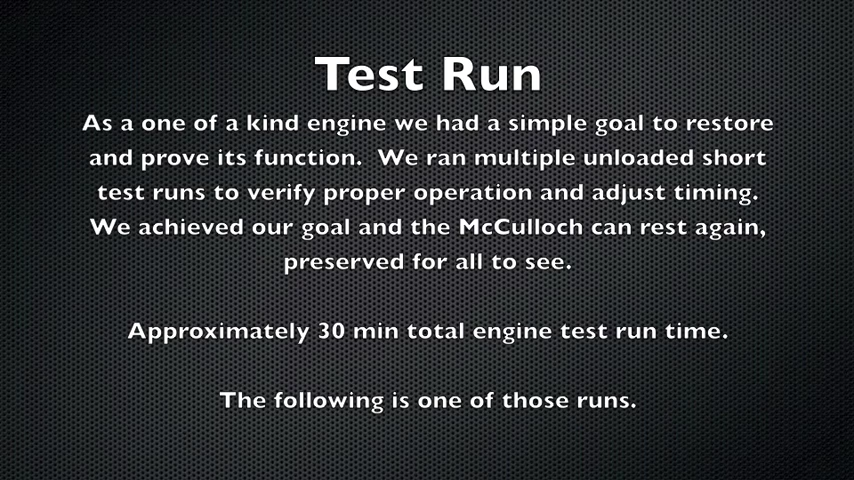 Test Run
As a one of a kind engine we had a simple goal to restore
and prove its function.  We ran multiple unloaded short
test runs to verify proper operation and adjust timing.
We achieved our goal and the McCulloch can rest again,
preserved for all to see.
Approximately 30 min total engine test run time.
The following is one of those runs.